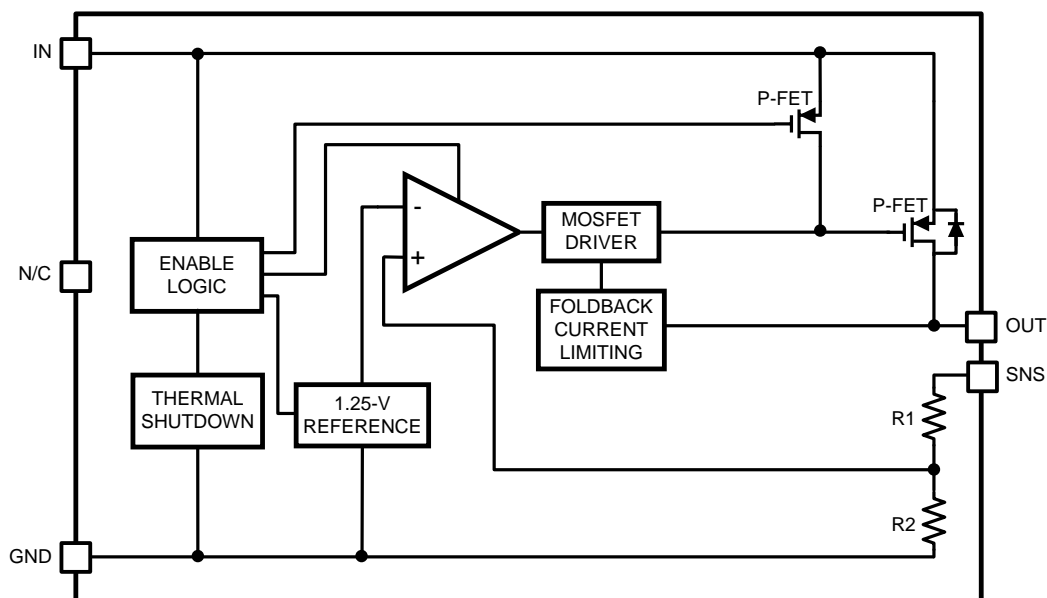 IN
P-FET
P-FET
-
+
MOSFET
DRIVER
N/C
ENABLE
LOGIC
FOLDBACK
CURRENT
LIMITING
OUT
SNS
THERMAL
SHUTDOWN
1.25-V
REFERENCE
R1
R2
GND